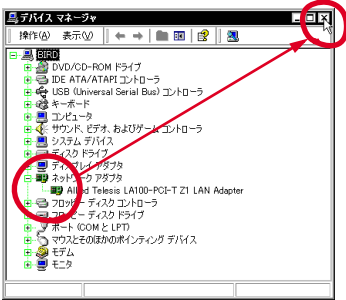 デバイス マネージャ
操作(A) 表示(V)
BIRD
DVD/CD-ROM ドライブ
IDE ATA/ATAPI コントローラ
USB (Universal Serial Bus) コントローラ
キーボード
コンピュータ
サウンド、ビデオ、およびゲーム コントローラ
システム デバイス
ディスク ドライブ
ディスプレイ アダプタ
ネットワーク アダプタ
Allied Telesis LA100-PCI-T Z1 LAN Adapter
フロッピー ディスク コントローラ
フロッピー ディスク ドライブ
ポート (COM と LPT)
マウスとそのほかのポインティング デバイス
モデム
モニタ